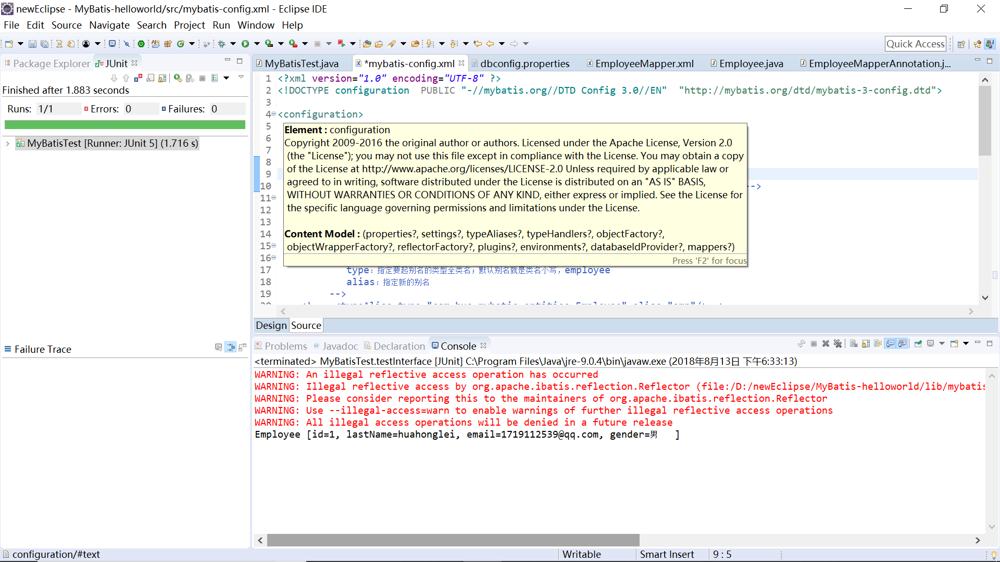 newEclipse - MyBatis-helloworld/src/mybatis-config.xml - Eclipse IDE
File Edit Source Navigate Search Project Run Window Help
Quick Access
Package Explorer JUnit
Finished after 1.883 seconds
Runs: 1/1 Errors: 0 Failures: 0
MyBatisTest [Runner: JUnit 5] (1.716 s)
Failure Trace
MyBatisTest.java *mybatis-config.xml dbconfig.properties EmployeeMapper.xml Employee.java EmployeeMapperAnnotation.j...
1 <?xml version="1.0" encoding="UTF-8" ?>
2 <!DOCTYPE configuration PUBLIC "-//mybatis.org//DTD Config 3.0//EN" "http://mybatis.org/dtd/mybatis-3-config.dtd">
3
4 <configuration>
5
6
7
8
9
10 -->
11
12
13
14
15
16
Element : configuration
Copyright 2009-2016 the original author or authors. Licensed under the Apache License, Version 2.0
(the "License"); you may not use this file except in compliance with the License. You may obtain a copy
of the License at http://www.apache.org/licenses/LICENSE-2.0 Unless required by applicable law or
agreed to in writing, software distributed under the License is distributed on an "AS IS" BASIS,
WITHOUT WARRANTIES OR CONDITIONS OF ANY KIND, either express or implied. See the License for
the specific language governing permissions and limitations under the License.
Content Model : (properties?, settings?, typeAliases?, typeHandlers?, objectFactory?,
objectWrapperFactory?, reflectorFactory?, plugins?, environments?, databaseIdProvider?, mappers?)
Press 'F2' for focus
17 type：指定要起别名的类型全类名；默认别名就是类名小写，employee
18 alias：指定新的别名
19 -->
Design Source
Problems @ Javadoc Declaration Console
<terminated> MyBatisTest.testInterface [JUnit] C:\Program Files\Java\jre-9.0.4\bin\javaw.exe (2018年8月13日 下午6:33:13)
WARNING: An illegal reflective access operation has occurred
WARNING: Illegal reflective access by org.apache.ibatis.reflection.Reflector (file:/D:/newEclipse/MyBatis-helloworld/lib/mybatis
WARNING: Please consider reporting this to the maintainers of org.apache.ibatis.reflection.Reflector
WARNING: Use --illegal-access=warn to enable warnings of further illegal reflective access operations
WARNING: All illegal access operations will be denied in a future release
Employee [id=1, lastName=huahonglei, email=1719112539@qq.com, gender=男 ]
configuration/#text Writable Smart Insert 9 : 5